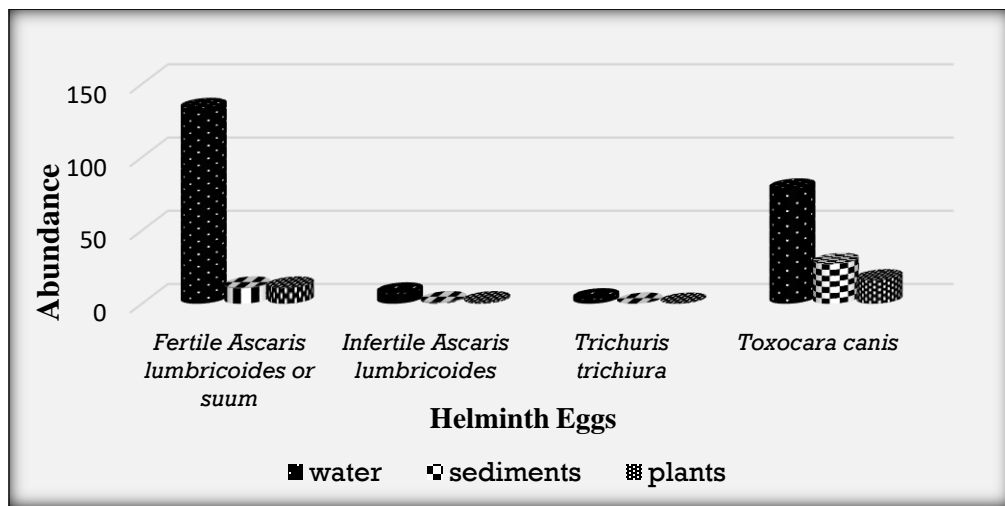 150
100
50
0
Abundance
Fertile Ascaris
lumbricoides or
suum
Infertile Ascaris
lumbricoides
Trichuris
trichiura
Toxocara canis
Helminth Eggs
water
sediments
plants